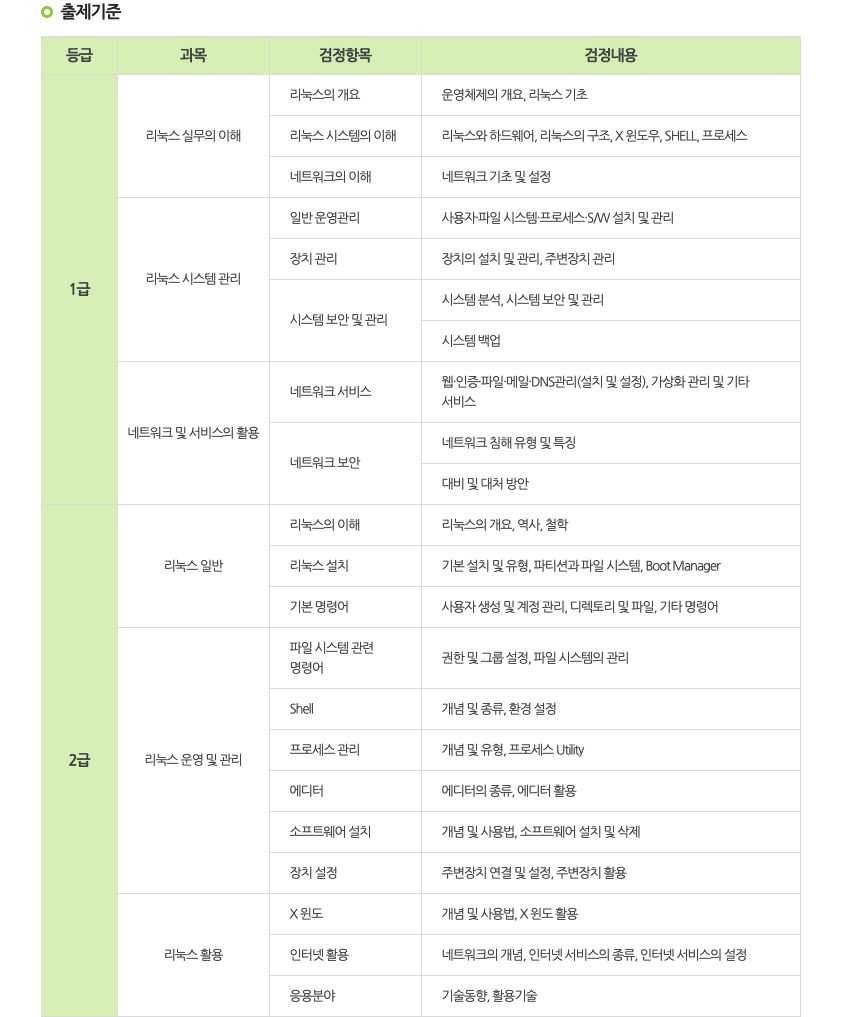 출제기준
등급 과목 검정항목 검정내용
1급
리눅스 실무의 이해
리눅스의 개요 운영체제의 개요, 리눅스 기초
리눅스 시스템의 이해 리눅스와 하드웨어, 리눅스의 구조, X 윈도우, SHELL, 프로세스
네트워크의 이해 네트워크 기초 및 설정
리눅스 시스템 관리
일반 운영관리 사용자·파일 시스템·프로세스·S/W 설치 및 관리
장치 관리 장치의 설치 및 관리, 주변장치 관리
시스템 보안 및 관리 시스템 분석, 시스템 보안 및 관리
시스템 백업
네트워크 및 서비스의 활용
네트워크 서비스 웹·인증·파일·메일·DNS관리(설치 및 설정), 가상화 관리 및 기타
서비스
네트워크 보안 네트워크 침해 유형 및 특징
대비 및 대처 방안
2급
리눅스 일반
리눅스의 이해 리눅스의 개요, 역사, 철학
리눅스 설치 기본 설치 및 유형, 파티션과 파일 시스템, Boot Manager
기본 명령어 사용자 생성 및 계정 관리, 디렉토리 및 파일, 기타 명령어
리눅스 운영 및 관리
파일 시스템 관련
명령어 권한 및 그룹 설정, 파일 시스템의 관리
Shell 개념 및 종류, 환경 설정
프로세스 관리 개념 및 유형, 프로세스 Utility
에디터 에디터의 종류, 에디터 활용
소프트웨어 설치 개념 및 사용법, 소프트웨어 설치 및 삭제
장치 설정 주변장치 연결 및 설정, 주변장치 활용
리눅스 활용
X 윈도 개념 및 사용법, X 윈도 활용
인터넷 활용 네트워크의 개념, 인터넷 서비스의 종류, 인터넷 서비스의 설정
응용분야 기술동향, 활용기술